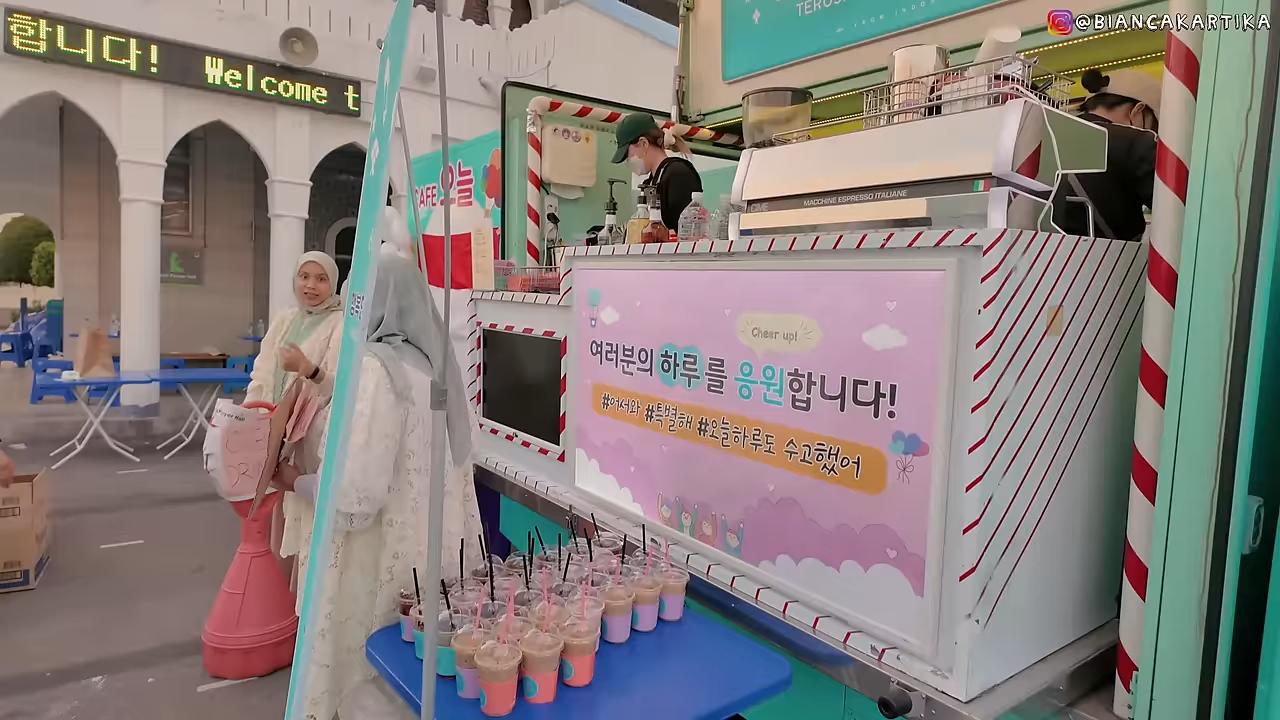 합니다! Welcome t
@BIANCAKARTIKA
CAFE 오늘
MACCHINE ESPRESSO ITALIANE
Cheer up!
여러분의 하루를 응원합니다!
#어서와 #특별해 #오늘하루도 수고했어